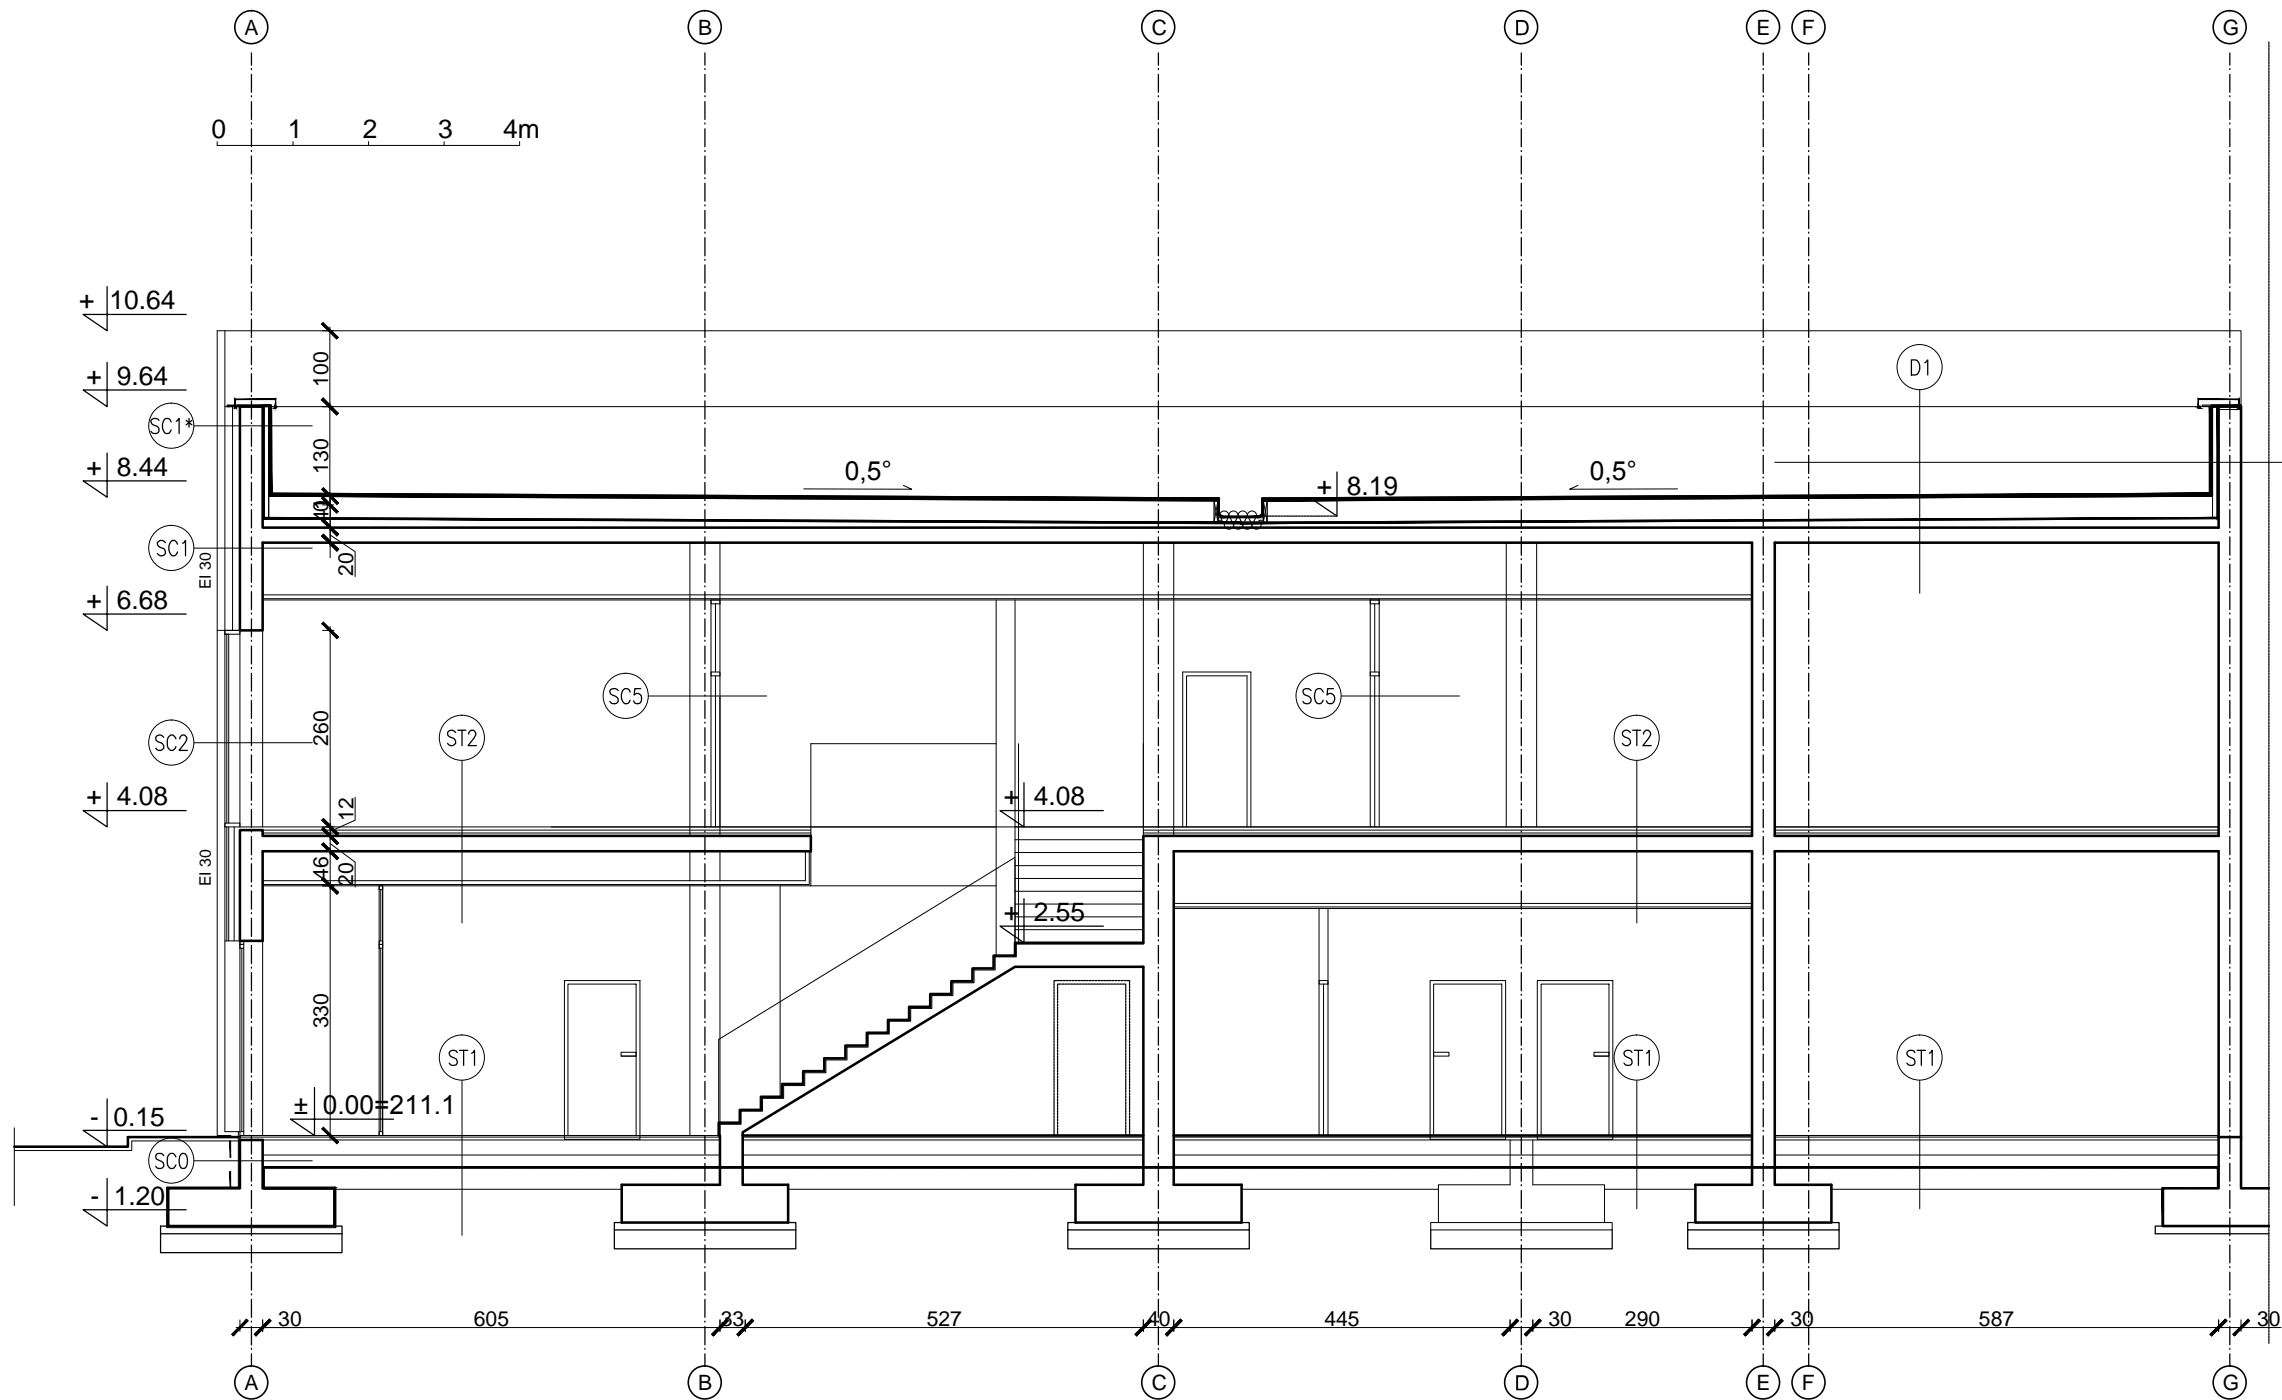 A B C D E F G
0 1 2 3 4m
+ 10.64
100
+ 9.64
D1
SC1*
130
+ 8.44
0,5°
+ 8.19
0,5°
40
SC1
EI 30
20
+ 6.68
SC5
SC5
260
SC2
ST2
ST2
+ 4.08
12
+ 4.08
EI 30
46
20
+ 2.55
330
ST1
ST1
ST1
± 0.00=211.1
- 0.15
SC0
- 1.20
30 605 33 527 40 445 30 290 30 587 30
A B C D E F G